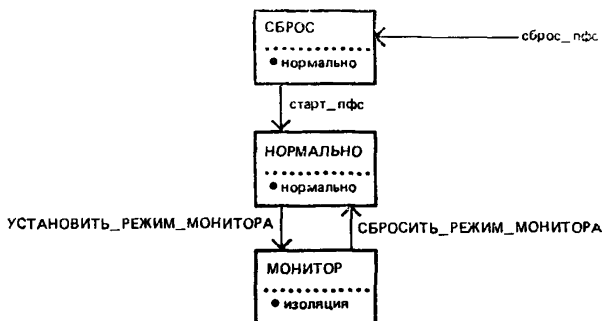 СБРОС
сброс_пфс
● нормально
старт_пфс
НОРМАЛЬНО
● нормально
УСТАНОВИТЬ_РЕЖИМ_МОНИТОРА
СБРОСИТЬ_РЕЖИМ_МОНИТОРА
МОНИТОР
● изоляция